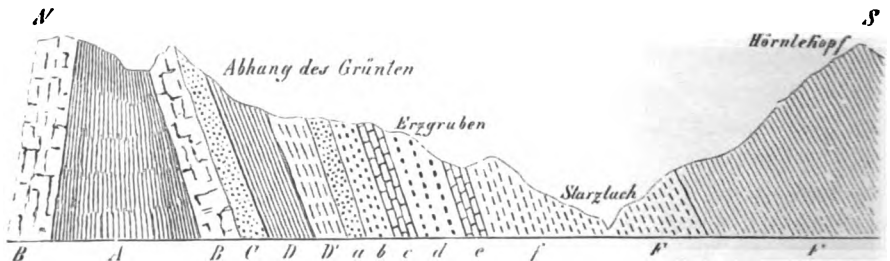 N S
Hörnlekopf
Abhang des Grünten
Erzgruben
Starzlach
B A B C D D' a b c d e f F F